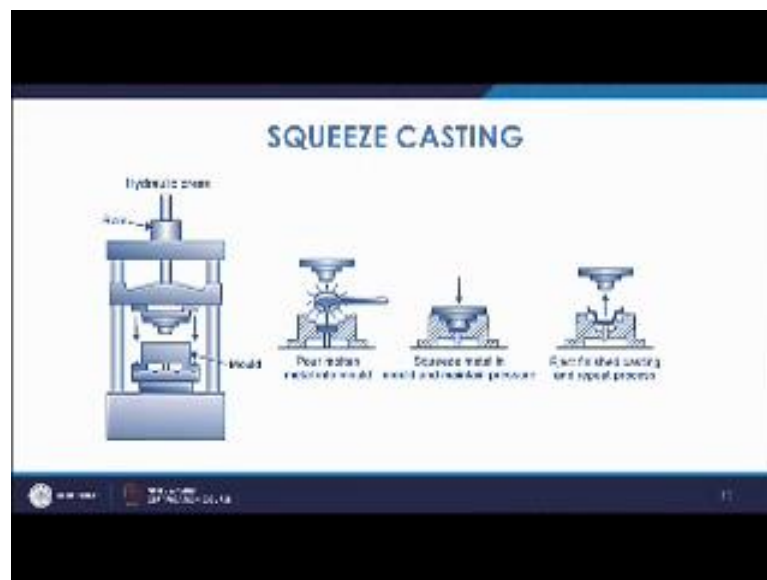 SQUEEZE CASTING
Hydraulic press
Ram
Mould
Pour molten
metal into mould
Squeeze metal in
mould and maintain pressure
Eject finished casting
and repeat process